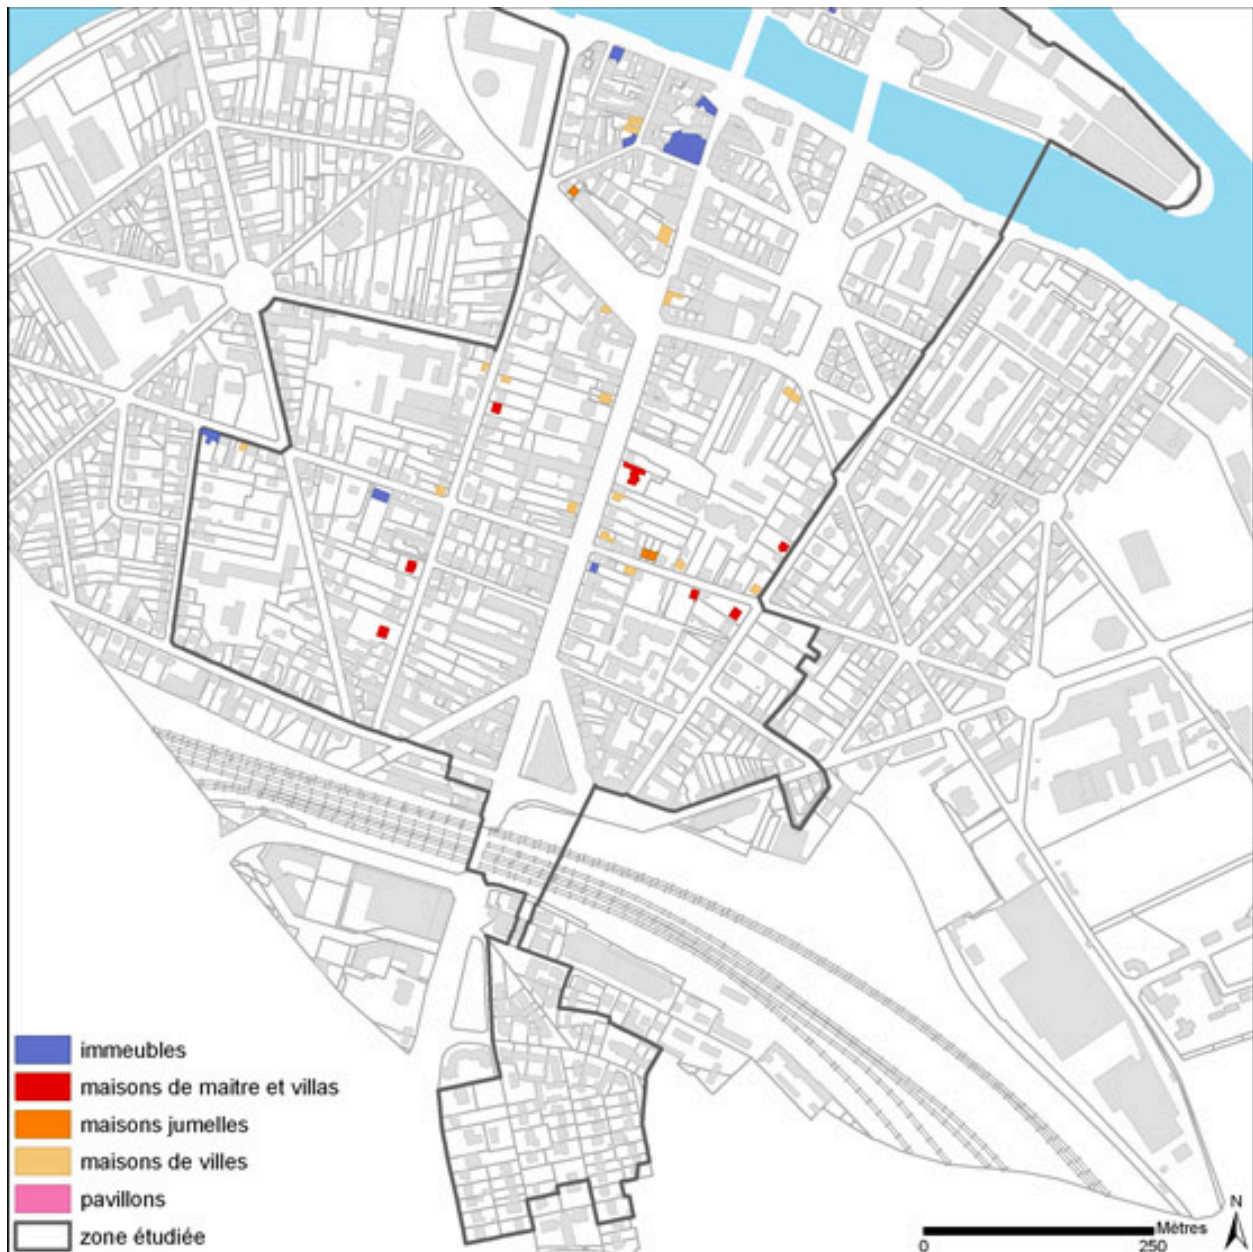 immeubles
maisons de maitre et villas
maisons jumelles
maisons de villes
pavillons
zone étudiée
N
Mètres
0 250